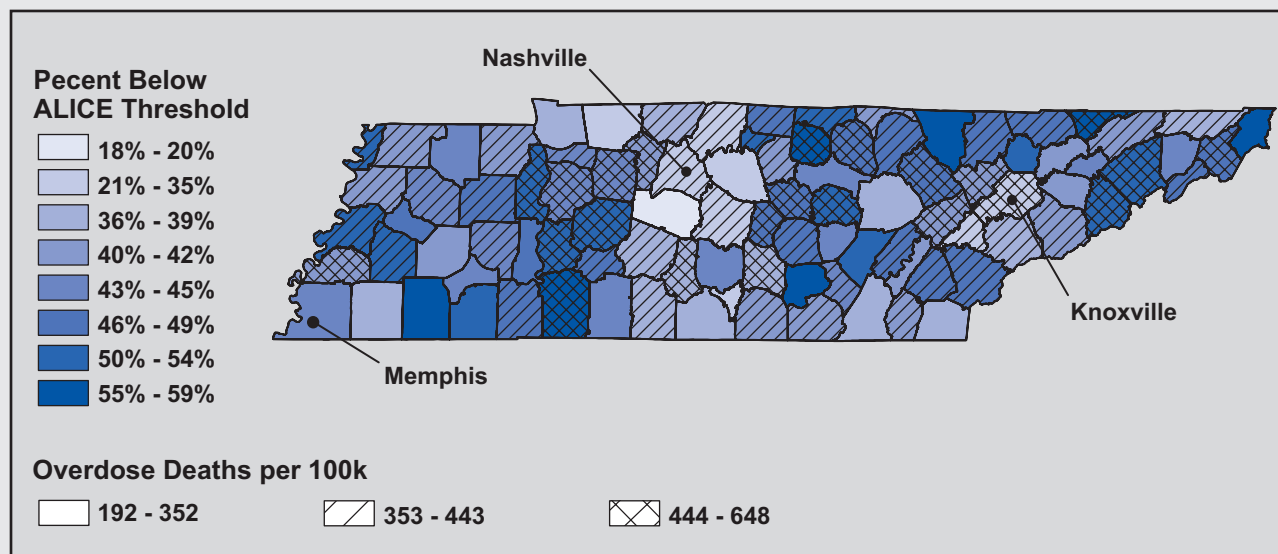 Nashville
Pecent Below
ALICE Threshold
18% - 20%
21% - 35%
36% - 39%
40% - 42%
43% - 45%
46% - 49%
50% - 54%
55% - 59%
Knoxville
Memphis
Overdose Deaths per 100k
192 - 352
353 - 443
444 - 648